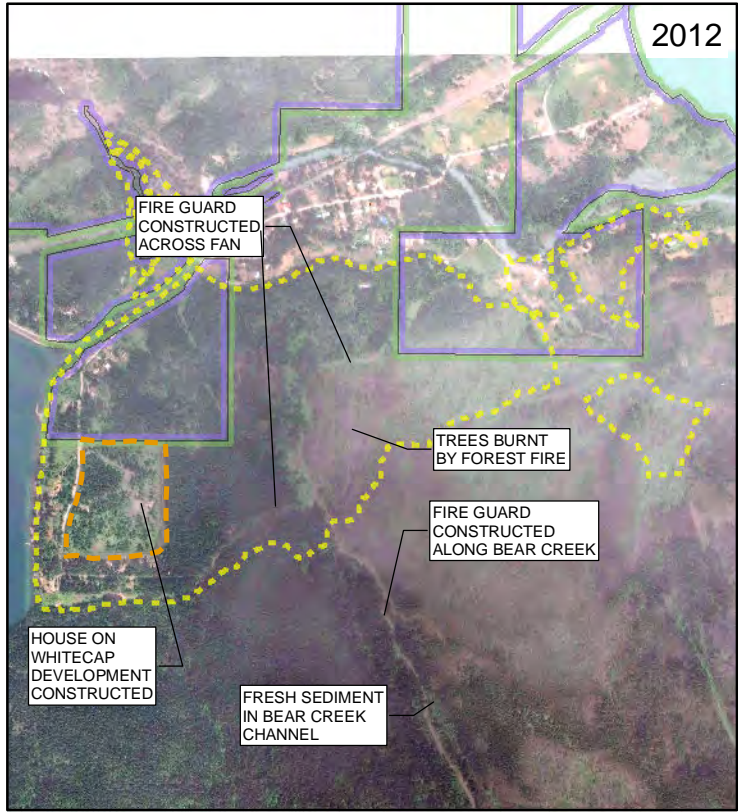 2012
FIRE GUARD
CONSTRUCTED
ACROSS FAN
TREES BURNT
BY FOREST FIRE
FIRE GUARD
CONSTRUCTED
ALONG BEAR CREEK
HOUSE ON
WHITECAP
DEVELOPMENT
CONSTRUCTED
FRESH SEDIMENT
IN BEAR CREEK
CHANNEL